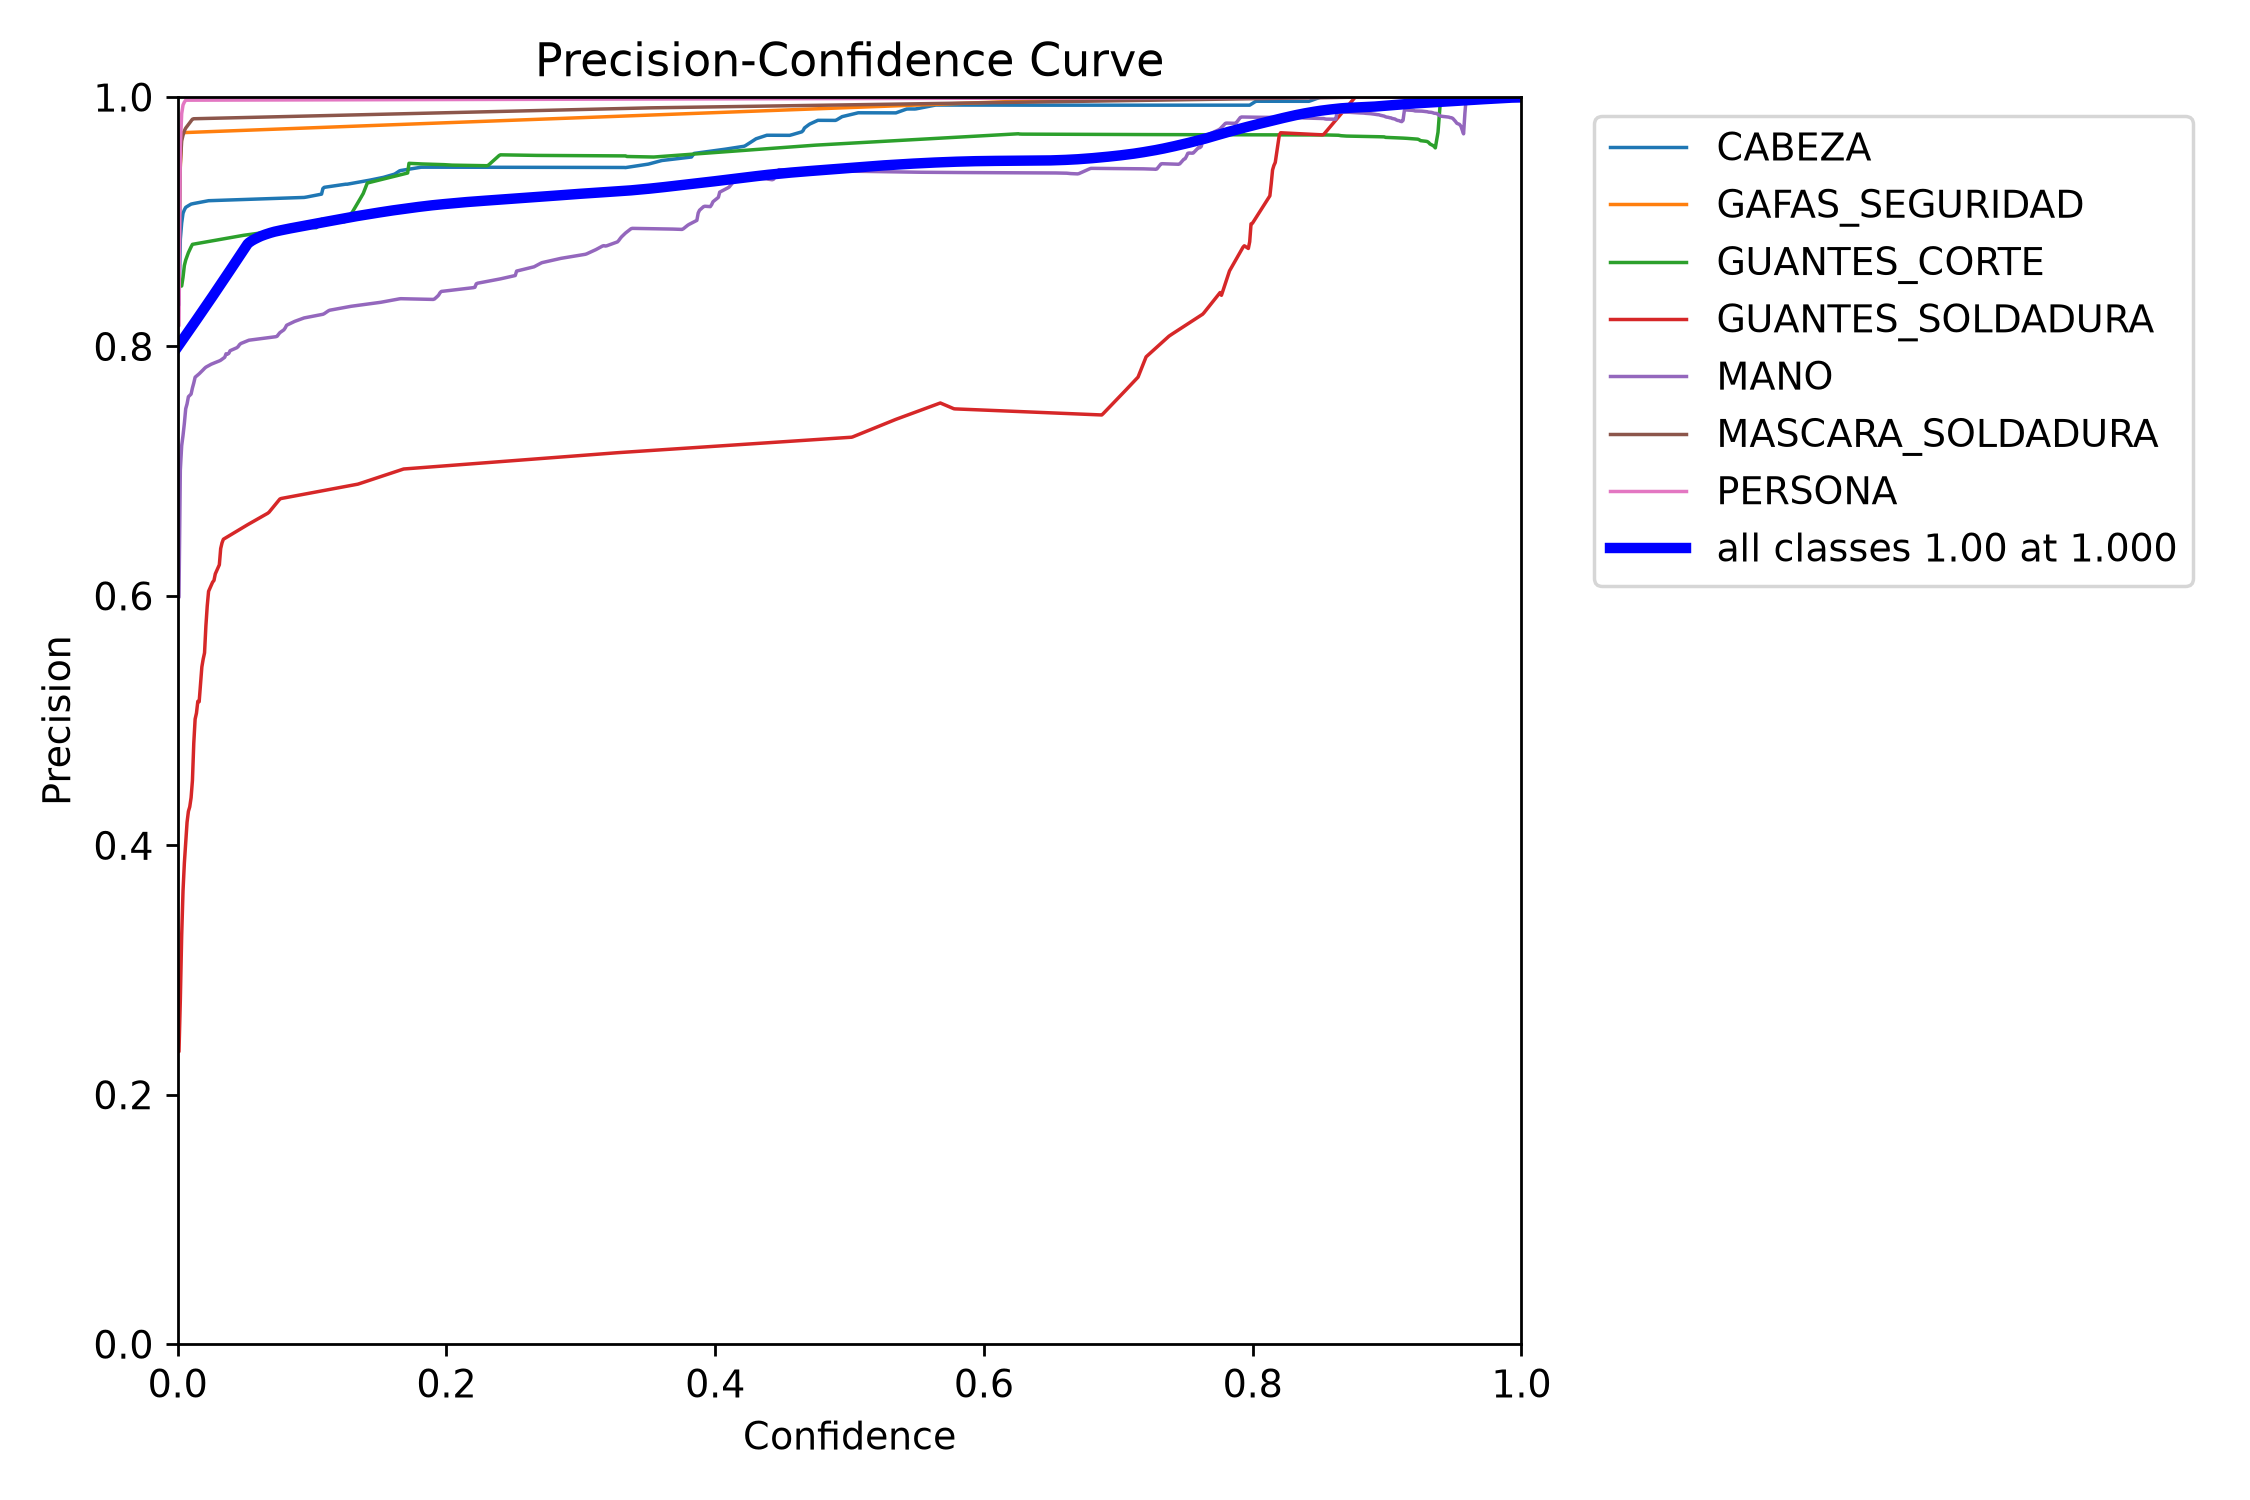 Precision-Confidence Curve
1.0
0.8
0.6
0.4
0.2
0.0
Precision
0.0 0.2 0.4 0.6 0.8 1.0
Confidence
CABEZA
GAFAS_SEGURIDAD
GUANTES_CORTE
GUANTES_SOLDADURA
MANO
MASCARA_SOLDADURA
PERSONA
all classes 1.00 at 1.000